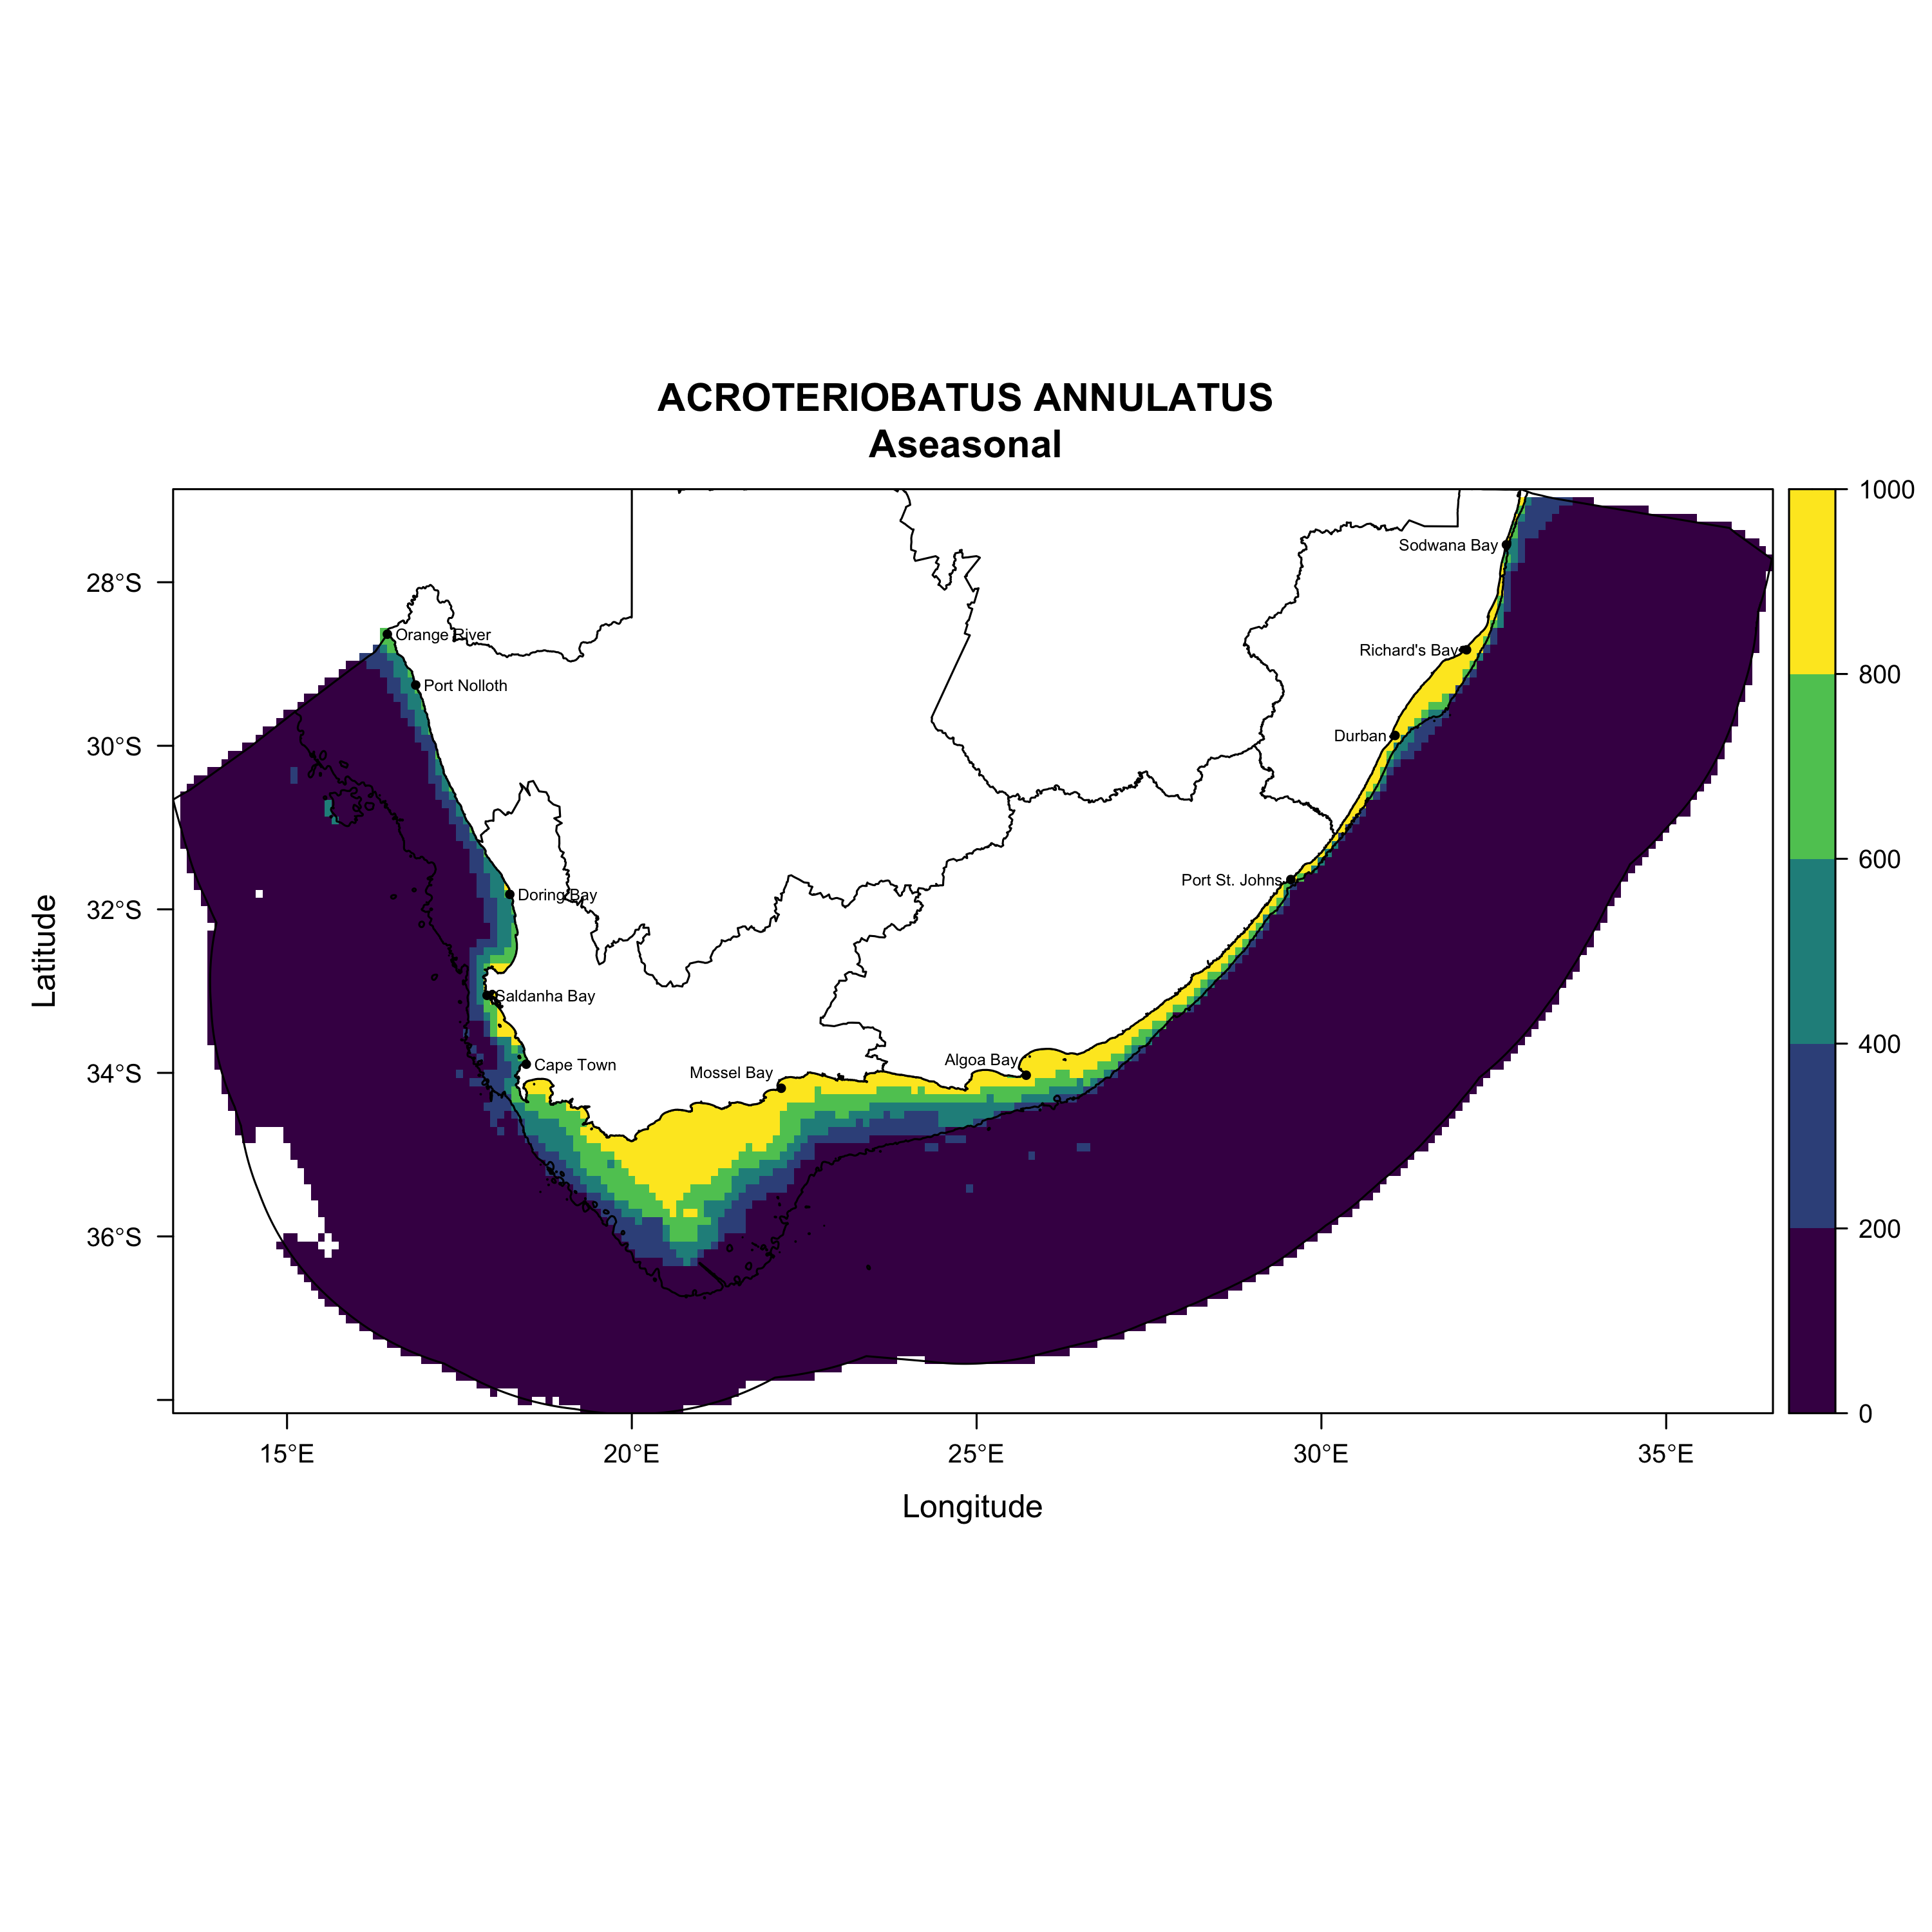 ACROTERIOBATUS ANNULATUS
Aseasonal
Latitude
28°S
30°S
32°S
34°S
36°S
Orange River
Port Nolloth
Doring Bay
Saldanha Bay
Cape Town
Mossel Bay
Algoa Bay
Port St. Johns
Durban
Richard's Bay
Sodwana Bay
1000
800
600
400
200
0
15°E
20°E
25°E
30°E
35°E
Longitude